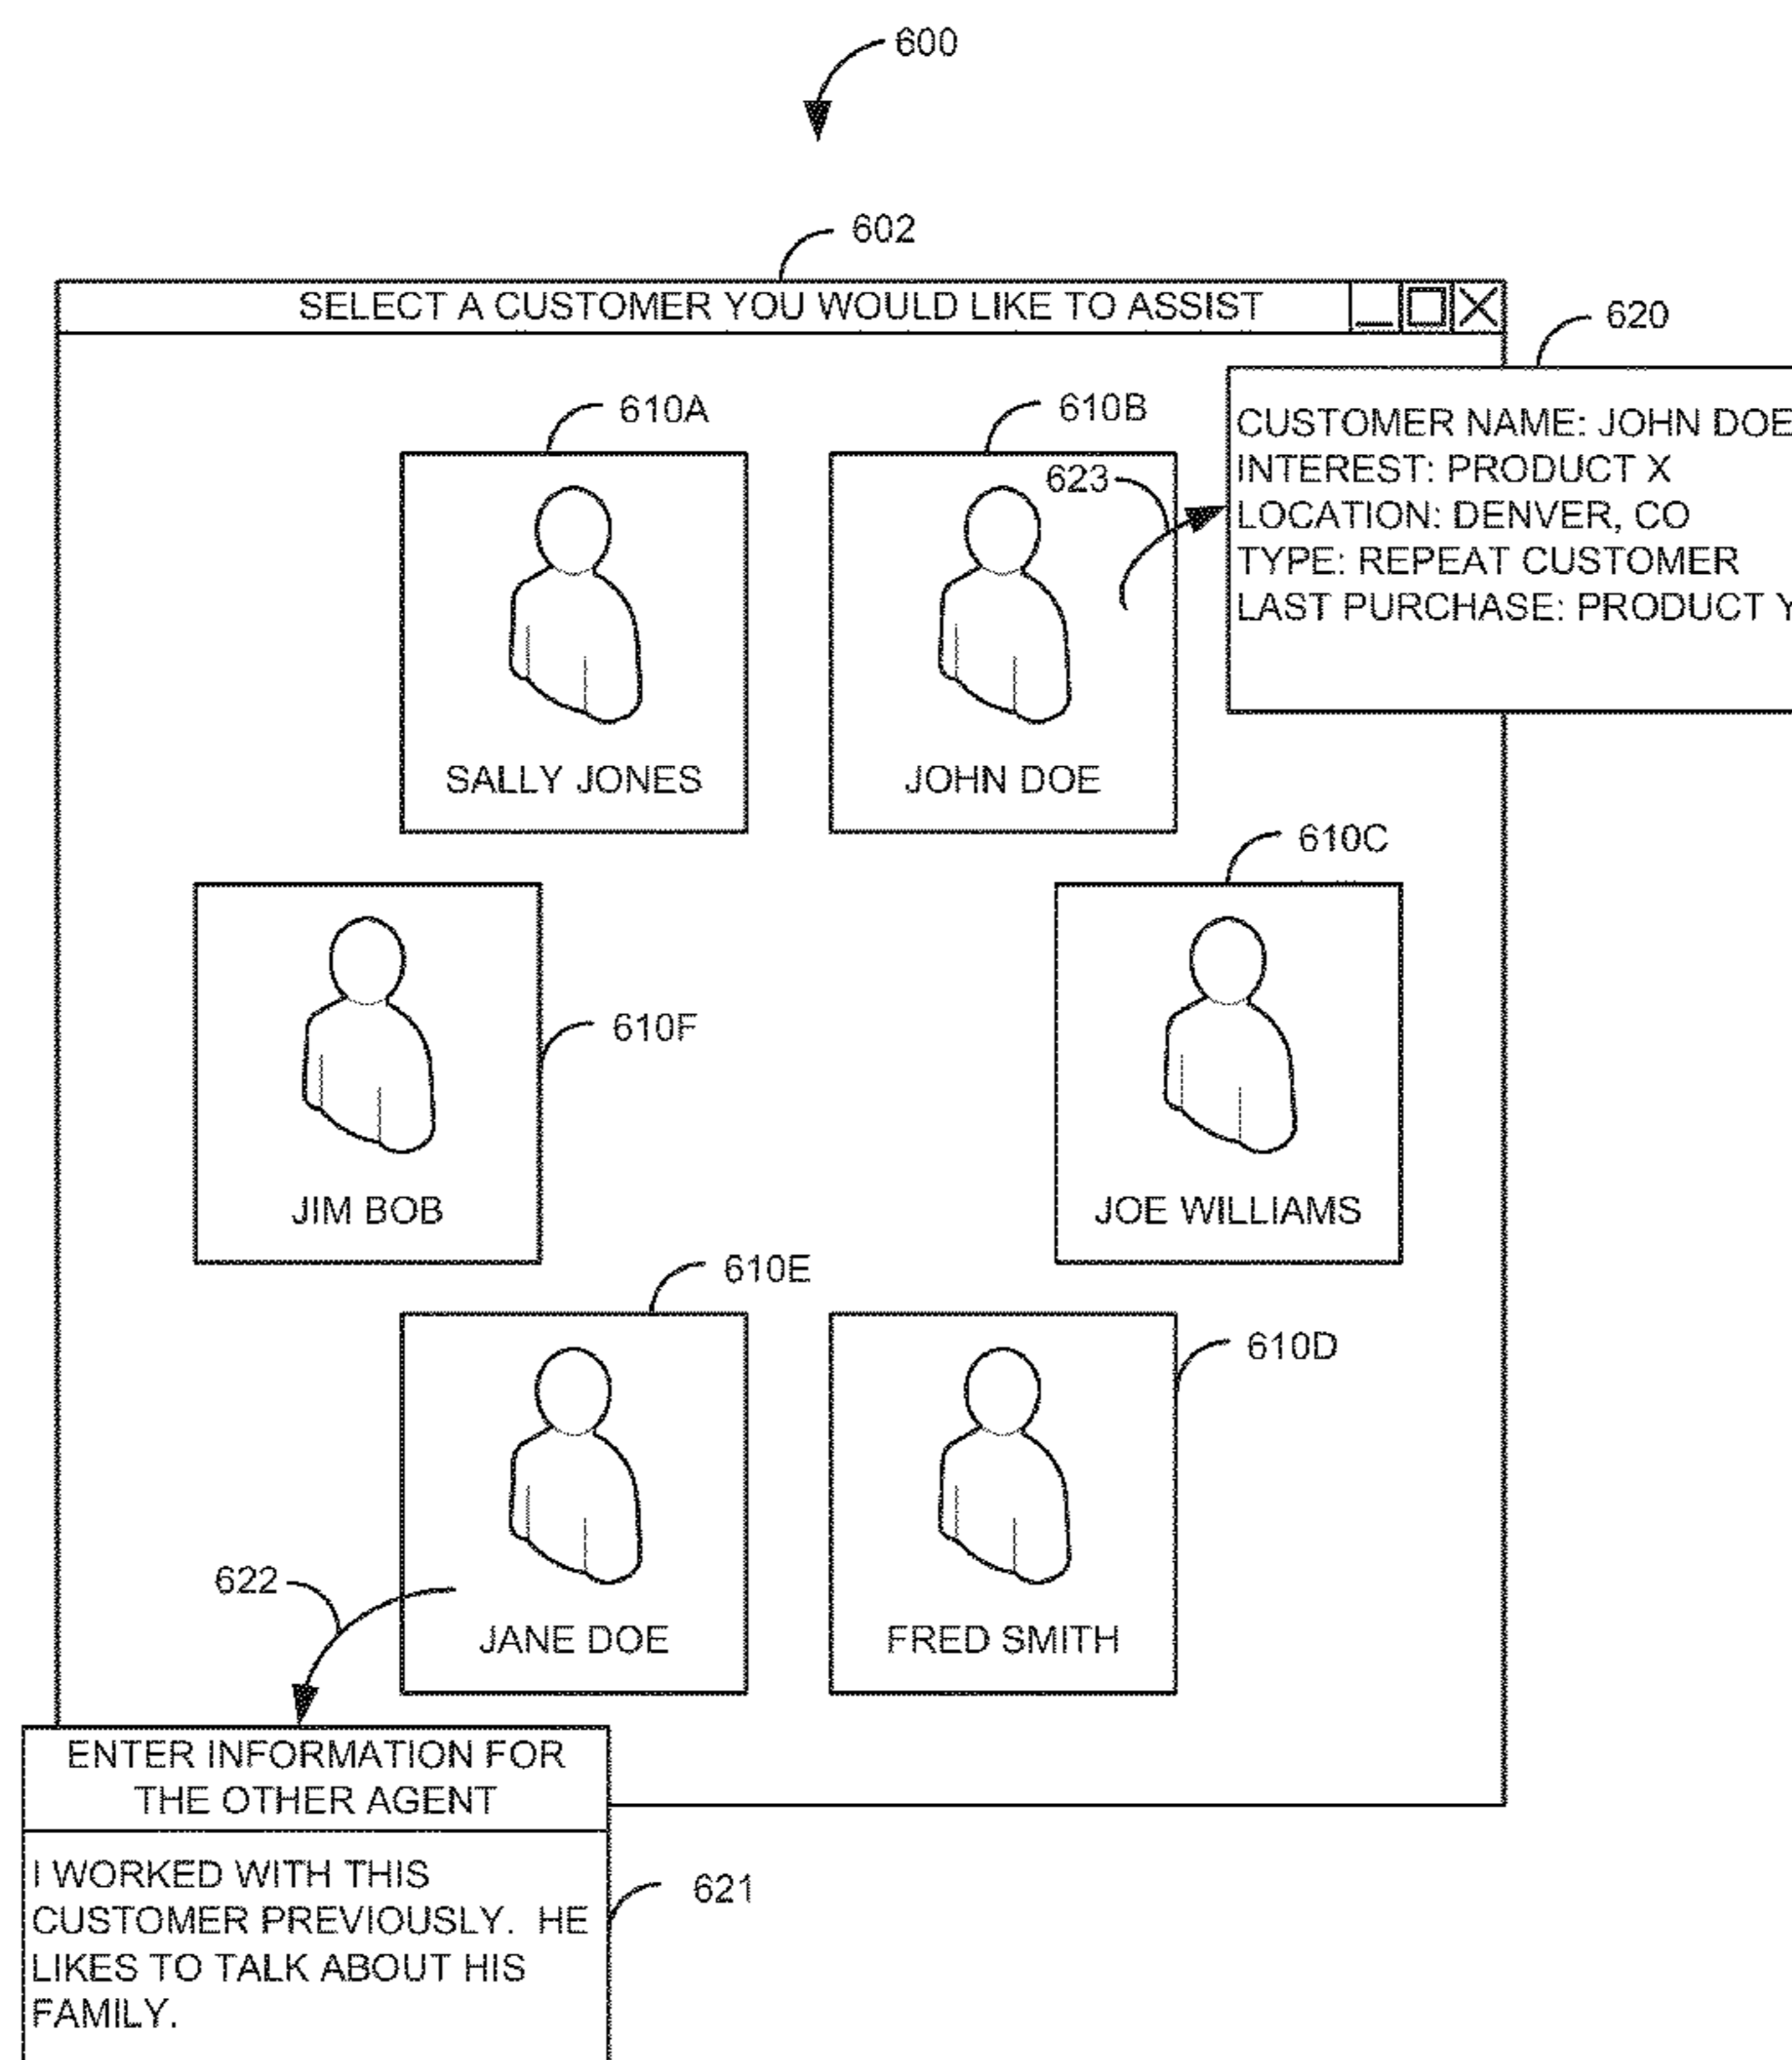 600
602
SELECT A CUSTOMER YOU WOULD LIKE TO ASSIST
620
610A
610B
623
CUSTOMER NAME: JOHN DOE
INTEREST: PRODUCT X
LOCATION: DENVER, CO
TYPE: REPEAT CUSTOMER
LAST PURCHASE: PRODUCT Y
SALLY JONES
JOHN DOE
610C
610F
JIM BOB
JOE WILLIAMS
610E
610D
622
JANE DOE
FRED SMITH
ENTER INFORMATION FOR
THE OTHER AGENT
I WORKED WITH THIS
CUSTOMER PREVIOUSLY.  HE
LIKES TO TALK ABOUT HIS
FAMILY.
621